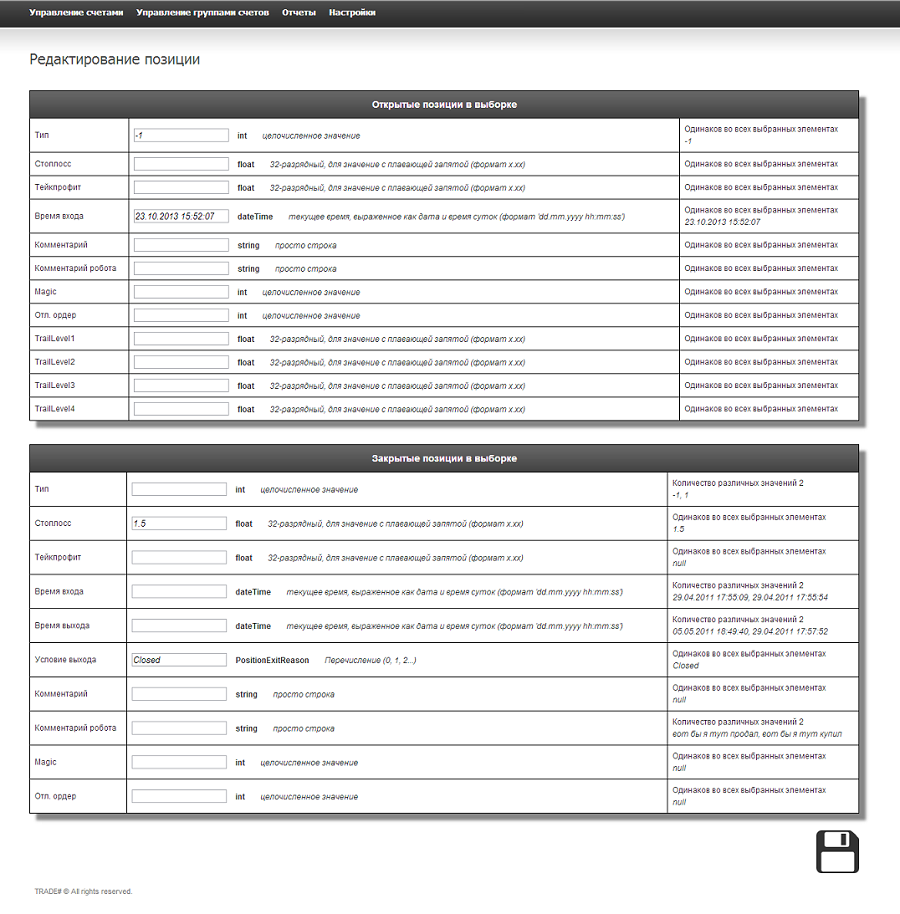 Управление счетами Управление группами счетов Отчеты Настройки
Редактирование позиции
Открытые позиции в выборке
Тип -1 int целочисленное значение Одинаков во всех выбранных элементах
-1
Стоплосс float 32-разрядный, для значение с плавающей запятой (формат x.xx) Одинаков во всех выбранных элементах
Тейкпрофит float 32-разрядный, для значение с плавающей запятой (формат x.xx) Одинаков во всех выбранных элементах
Время входа 23.10.2013 15:52:07 dateTime текущее время, выраженное как дата и время суток (формат 'dd.mm.yyyy hh:mm:ss') Одинаков во всех выбранных элементах
23.10.2013 15:52:07
Комментарий string просто строка Одинаков во всех выбранных элементах
Комментарий робота string просто строка Одинаков во всех выбранных элементах
Magic int целочисленное значение Одинаков во всех выбранных элементах
Отл. ордер int целочисленное значение Одинаков во всех выбранных элементах
TrailLevel1 float 32-разрядный, для значение с плавающей запятой (формат x.xx) Одинаков во всех выбранных элементах
TrailLevel2 float 32-разрядный, для значение с плавающей запятой (формат x.xx) Одинаков во всех выбранных элементах
TrailLevel3 float 32-разрядный, для значение с плавающей запятой (формат x.xx) Одинаков во всех выбранных элементах
TrailLevel4 float 32-разрядный, для значение с плавающей запятой (формат x.xx) Одинаков во всех выбранных элементах
Закрытые позиции в выборке
Тип int целочисленное значение Количество различных значений 2
-1, 1
Стоплосс 1.5 float 32-разрядный, для значение с плавающей запятой (формат x.xx) Одинаков во всех выбранных элементах
1.5
Тейкпрофит float 32-разрядный, для значение с плавающей запятой (формат x.xx) Одинаков во всех выбранных элементах
null
Время входа dateTime текущее время, выраженное как дата и время суток (формат 'dd.mm.yyyy hh:mm:ss') Количество различных значений 2
29.04.2011 17:55:09, 29.04.2011 17:55:54
Время выхода dateTime текущее время, выраженное как дата и время суток (формат 'dd.mm.yyyy hh:mm:ss') Количество различных значений 2
05.05.2011 18:49:40, 29.04.2011 17:57:52
Условие выхода Closed PositionExitReason Перечисление (0, 1, 2...) Одинаков во всех выбранных элементах
Closed
Комментарий string просто строка Одинаков во всех выбранных элементах
null
Комментарий робота string просто строка Количество различных значений 2
вот бы я тут продал, вот бы я тут купил
Magic int целочисленное значение Одинаков во всех выбранных элементах
null
Отл. ордер int целочисленное значение Одинаков во всех выбранных элементах
null
TRADE# © All rights reserved.